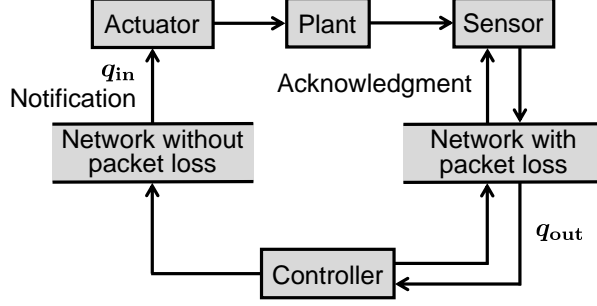 Actuator
Plant
Sensor
q_in
Notification
Acknowledgment
Network without
packet loss
Network with
packet loss
q_out
Controller